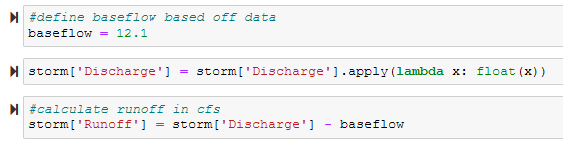 #define baseflow based off data
baseflow = 12.1
storm['Discharge'] = storm['Discharge'].apply(lambda x: float(x))
#calculate runoff in cfs
storm['Runoff'] = storm['Discharge'] - baseflow